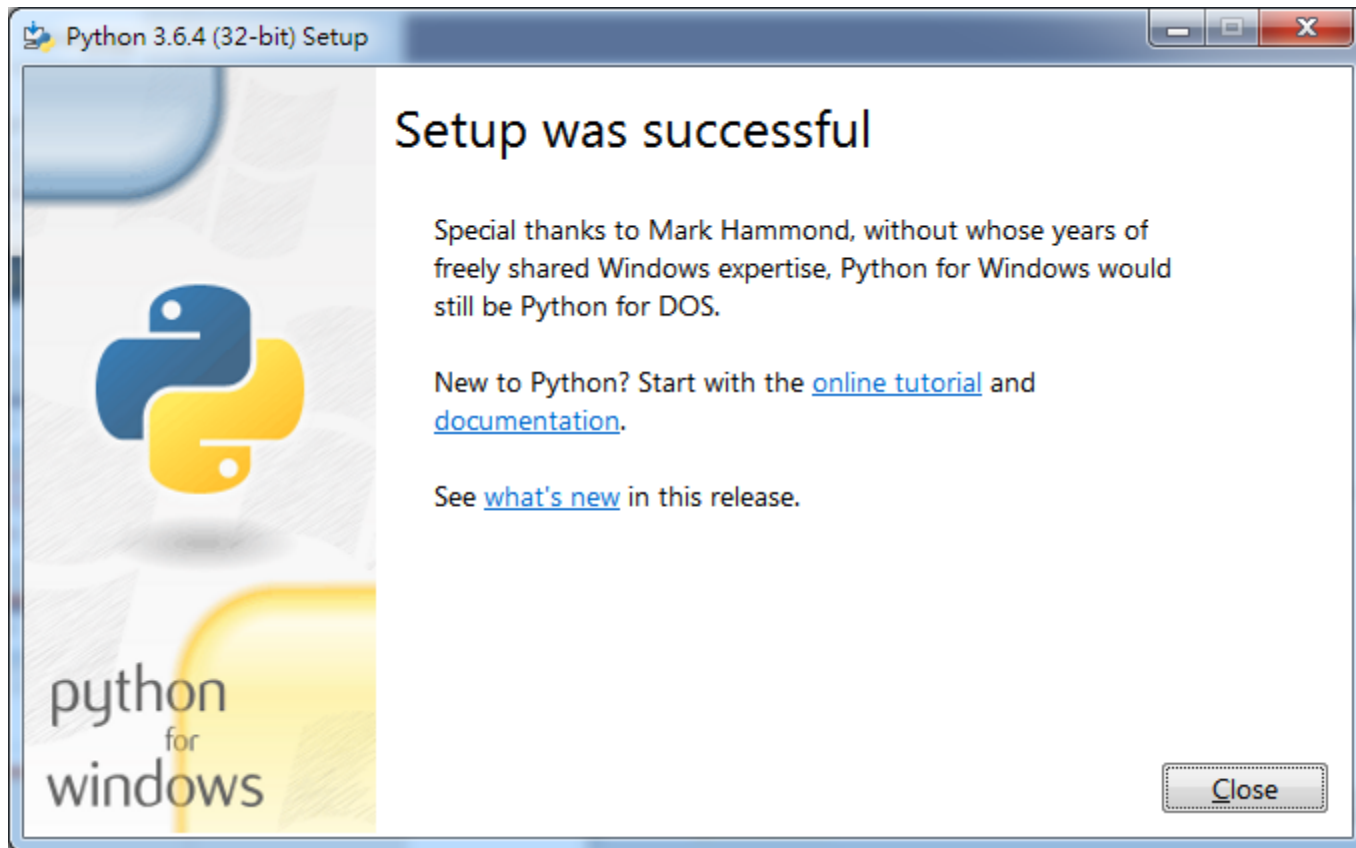 Python 3.6.4 (32-bit) Setup
Setup was successful
Special thanks to Mark Hammond, without whose years of
freely shared Windows expertise, Python for Windows would
still be Python for DOS.
New to Python? Start with the online tutorial and
documentation.
See what's new in this release.
python
for
windows
Close